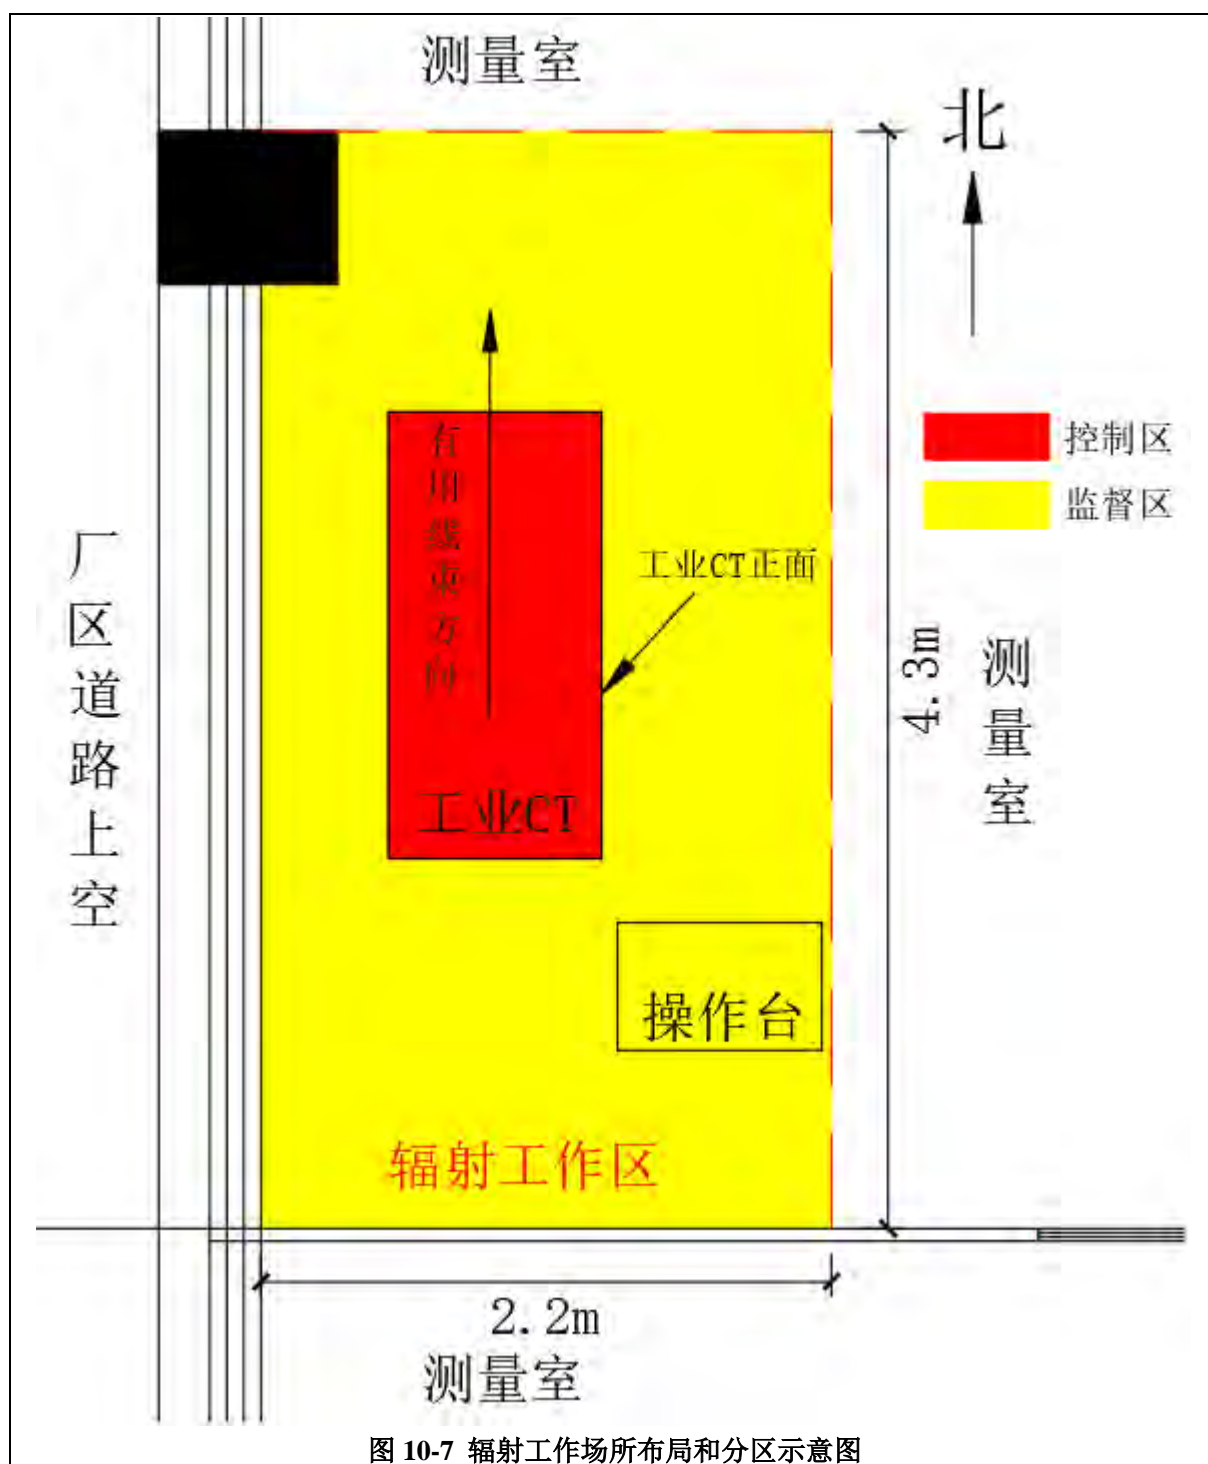 测量室
北
控制区
监督区
有用线束方向
工业CT正面
厂区道路上空
4.3m
测量室
工业CT
操作台
辐射工作区
2.2m
测量室
图 10-7 辐射工作场所布局和分区示意图